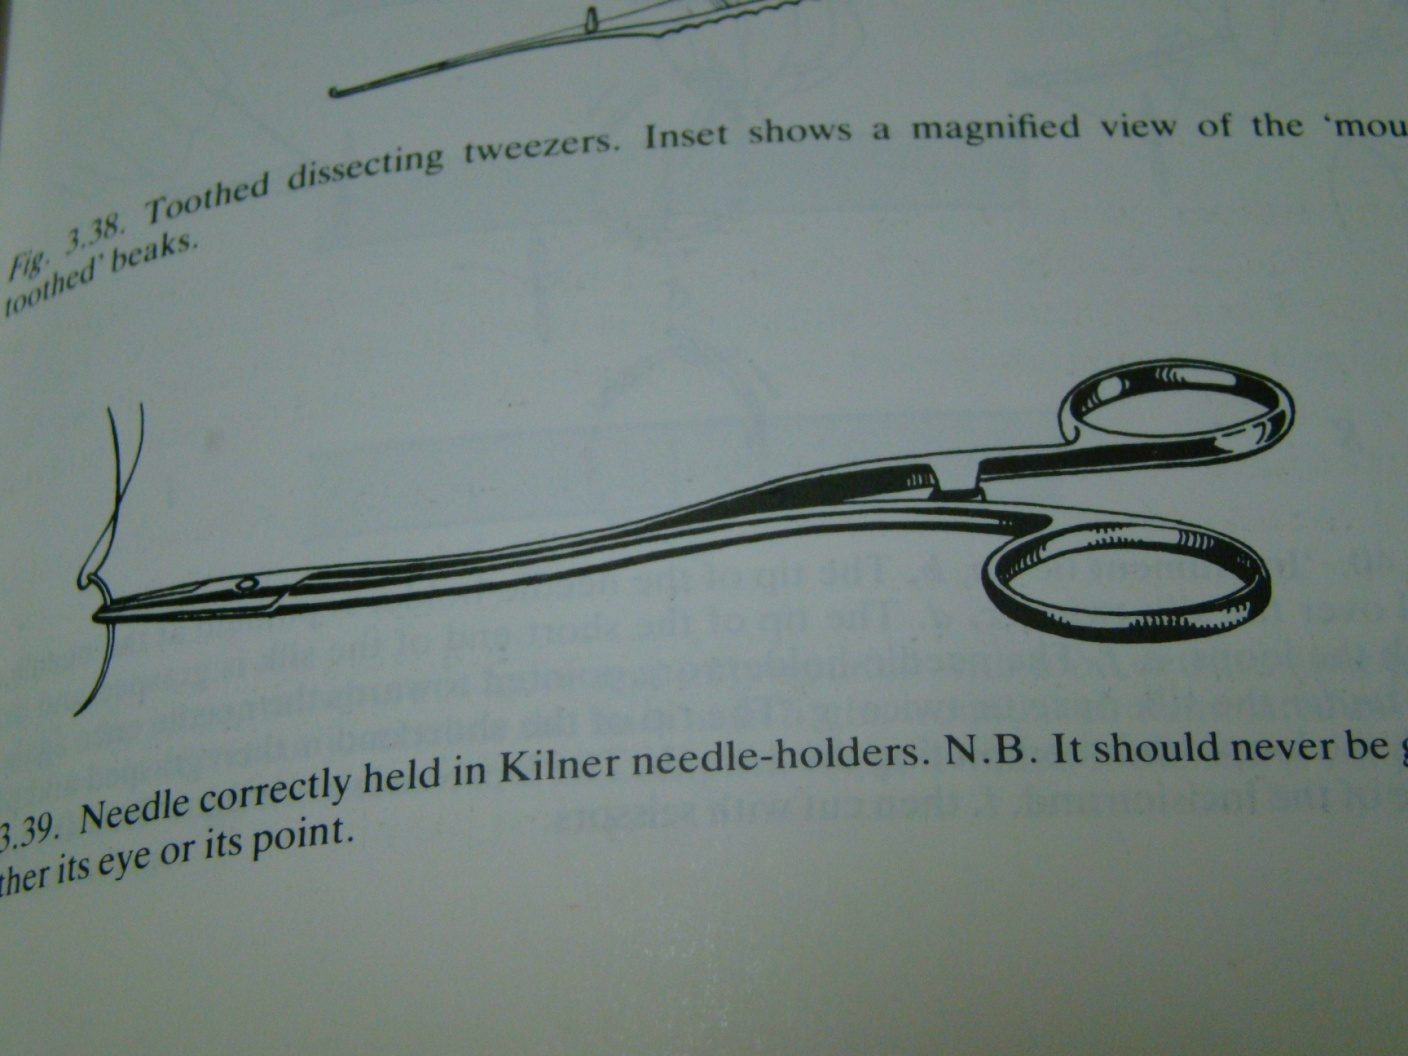 Fig. 3.38. Toothed dissecting tweezers. Inset shows a magnified view of the ‘mou
toothed’ beaks.
3.39. Needle correctly held in Kilner needle-holders. N.B. It should never be g
ther its eye or its point.